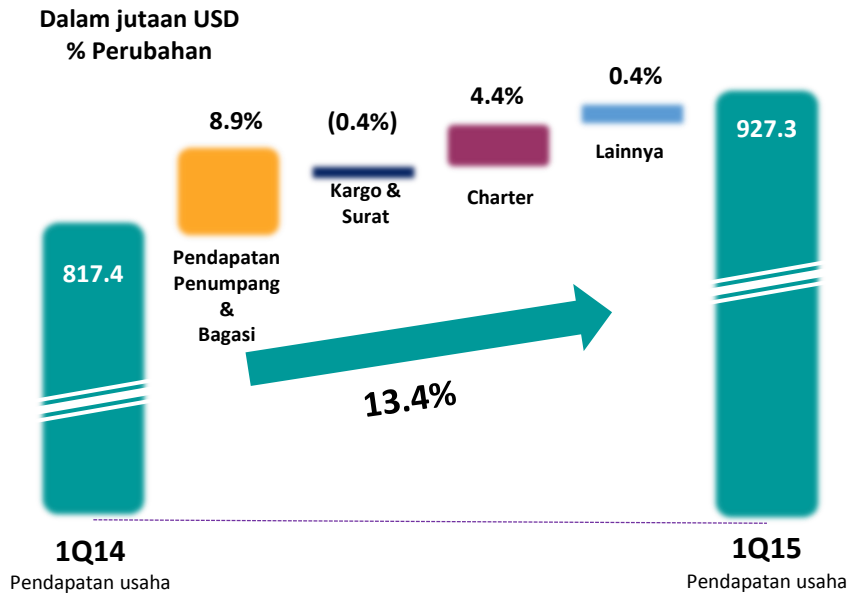 Dalam jutaan USD
% Perubahan
8.9%
(0.4%)
4.4%
0.4%
817.4
Pendapatan
Penumpang
&
Bagasi
Kargo &
Surat
Charter
Lainnya
927.3
13.4%
1Q14
Pendapatan usaha
1Q15
Pendapatan usaha